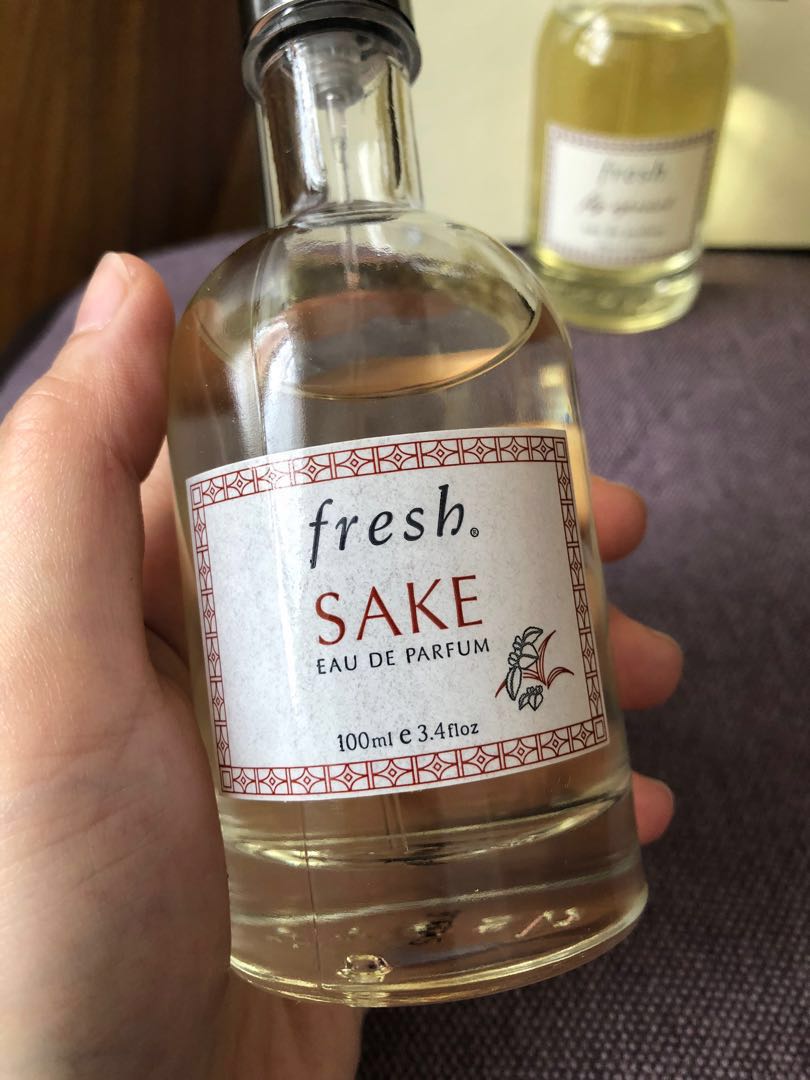 fresh®
SAKE
EAU DE PARFUM
100ml e 3.4floz
fresh